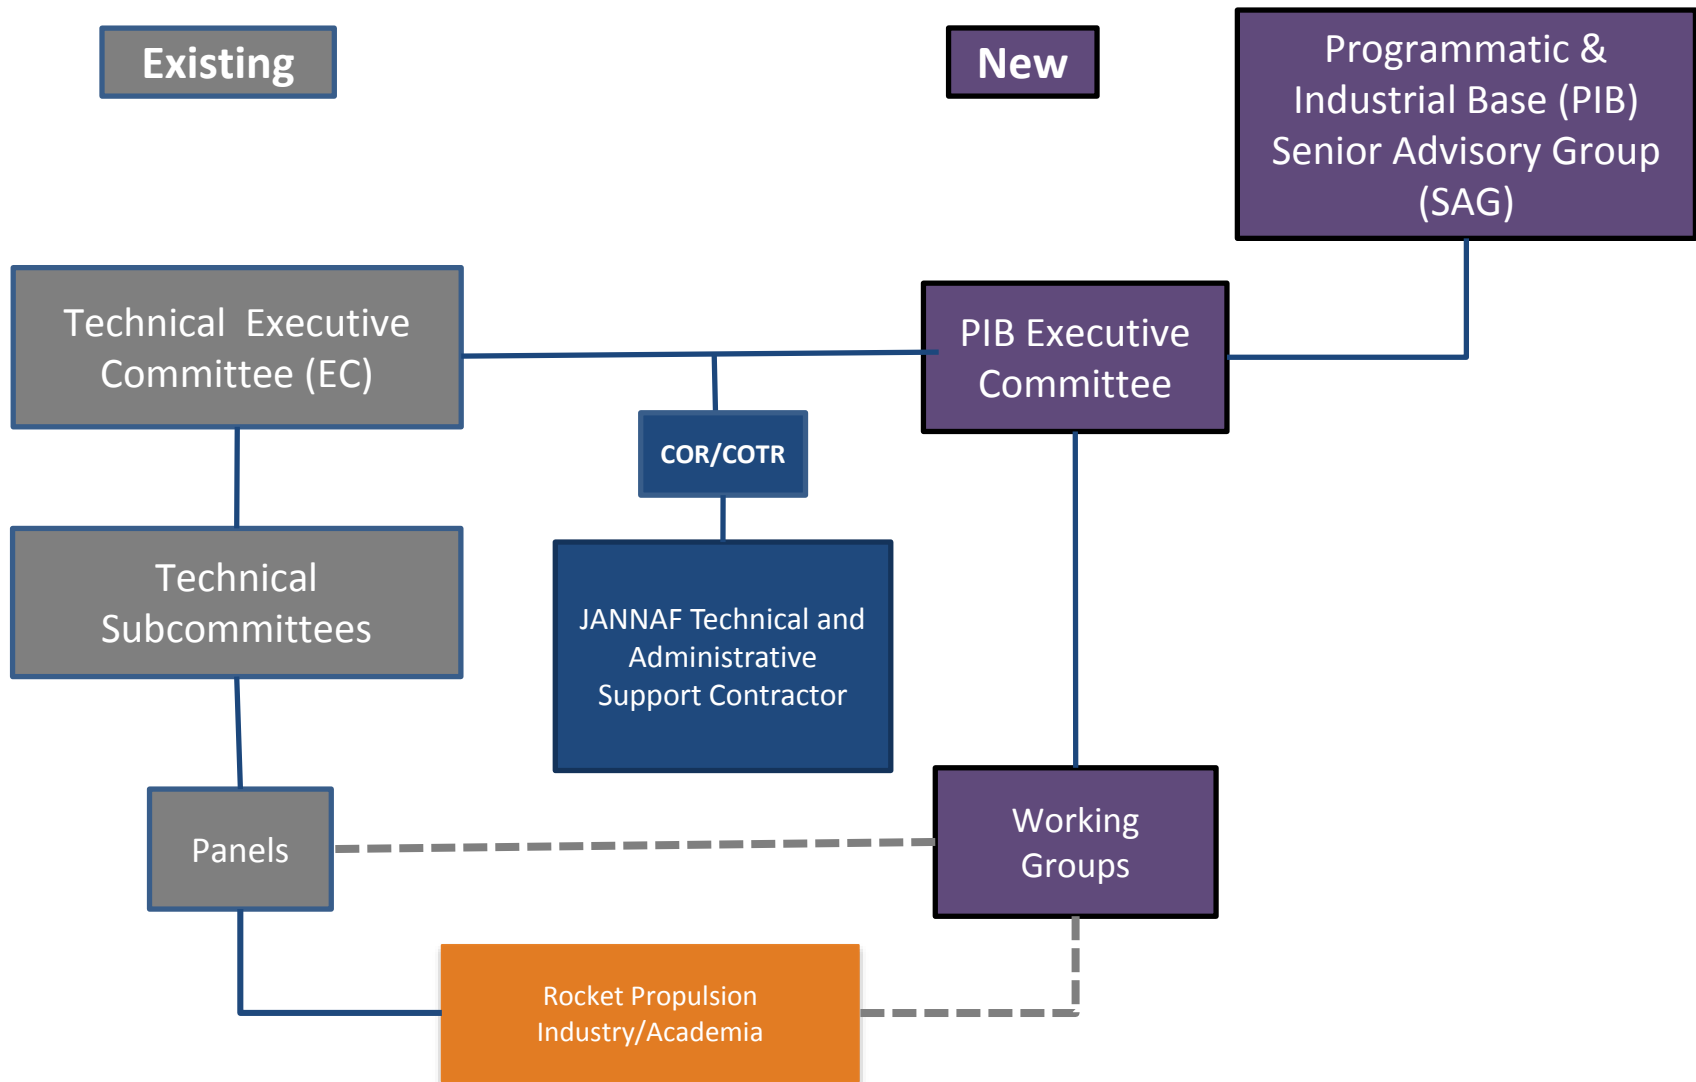 Existing
New
Programmatic &
Industrial Base (PIB)
Senior Advisory Group
(SAG)
Technical Executive
Committee (EC)
PIB Executive
Committee
COR/COTR
Technical
Subcommittees
JANNAF Technical and
Administrative
Support Contractor
Panels
Working
Groups
Rocket Propulsion
Industry/Academia